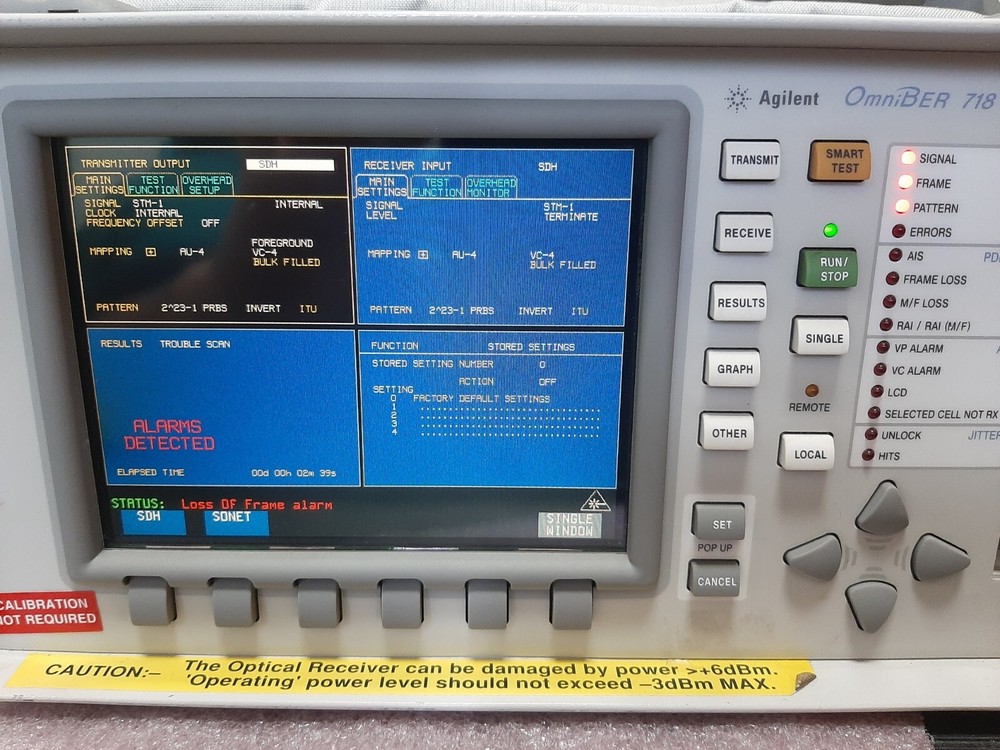 Agilent OmniBER 718
TRANSMITTER OUTPUT SDH
MAIN SETTINGS
TEST FUNCTION
OVERHEAD SETUP
SIGNAL STM-1 INTERNAL
CLOCK INTERNAL
FREQUENCY OFFSET OFF
MAPPING + AU-4
FOREGROUND
VC-4
BULK FILLED
PATTERN 2^23-1 PRBS INVERT ITU
RECEIVER INPUT SDH
MAIN SETTINGS
TEST FUNCTION
OVERHEAD MONITOR
SIGNAL STM-1
LEVEL TERMINATE
MAPPING + AU-4 VC-4
BULK FILLED
PATTERN 2^23-1 PRBS INVERT ITU
RESULTS TROUBLE SCAN
ALARMS
DETECTED
ELAPSED TIME 00d 00h 02m 39s
FUNCTION STORED SETTINGS
STORED SETTING NUMBER 0
ACTION OFF
SETTING
0 FACTORY DEFAULT SETTINGS
1 ........................................
2 ........................................
3 ........................................
4 ........................................
STATUS: Loss Of Frame alarm
SDH
SONET
SINGLE
WINDOW
TRANSMIT
RECEIVE
RESULTS
GRAPH
OTHER
SET
POP UP
CANCEL
SMART
TEST
RUN/
STOP
SINGLE
REMOTE
LOCAL
SIGNAL
FRAME
PATTERN
ERRORS
AIS
FRAME LOSS
M/F LOSS
RAI / RAI (M/F)
VP ALARM
VC ALARM
LCD
SELECTED CELL NOT RX
UNLOCK JITTER
HITS
CALIBRATION
NOT REQUIRED
CAUTION:– The Optical Receiver can be damaged by power >+6dBm.
'Operating' power level should not exceed –3dBm MAX.